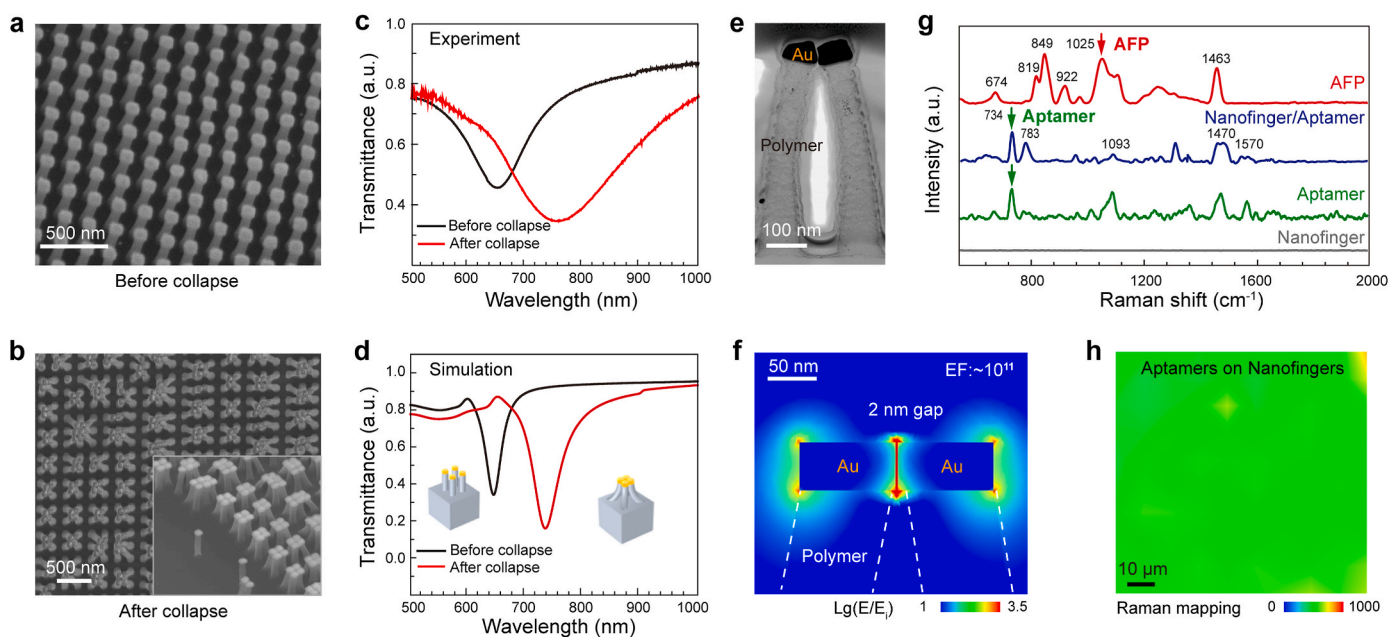 a
500 nm
Before collapse
b
500 nm
After collapse
c
Experiment
Transmittance (a.u.)
1.0
0.8
0.6
0.4
Before collapse
After collapse
500 600 700 800 900 1000
Wavelength (nm)
d
Simulation
Transmittance (a.u.)
1.0
0.8
0.6
0.4
0.2
0.0
Before collapse
After collapse
500 600 700 800 900 1000
Wavelength (nm)
e
Au
Polymer
100 nm
f
50 nm
EF:~10¹¹
2 nm gap
Au Au
Polymer
Lg(E/Eᵢ) 1 3.5
g
Intensity (a.u.)
674
819
849
922
1025
AFP
1463
AFP
734
Aptamer
783
1093
1470
1570
Nanofinger/Aptamer
Aptamer
Nanofinger
800 1200 1600 2000
Raman shift (cm⁻¹)
h
Aptamers on Nanofingers
10 µm
Raman mapping 0 1000